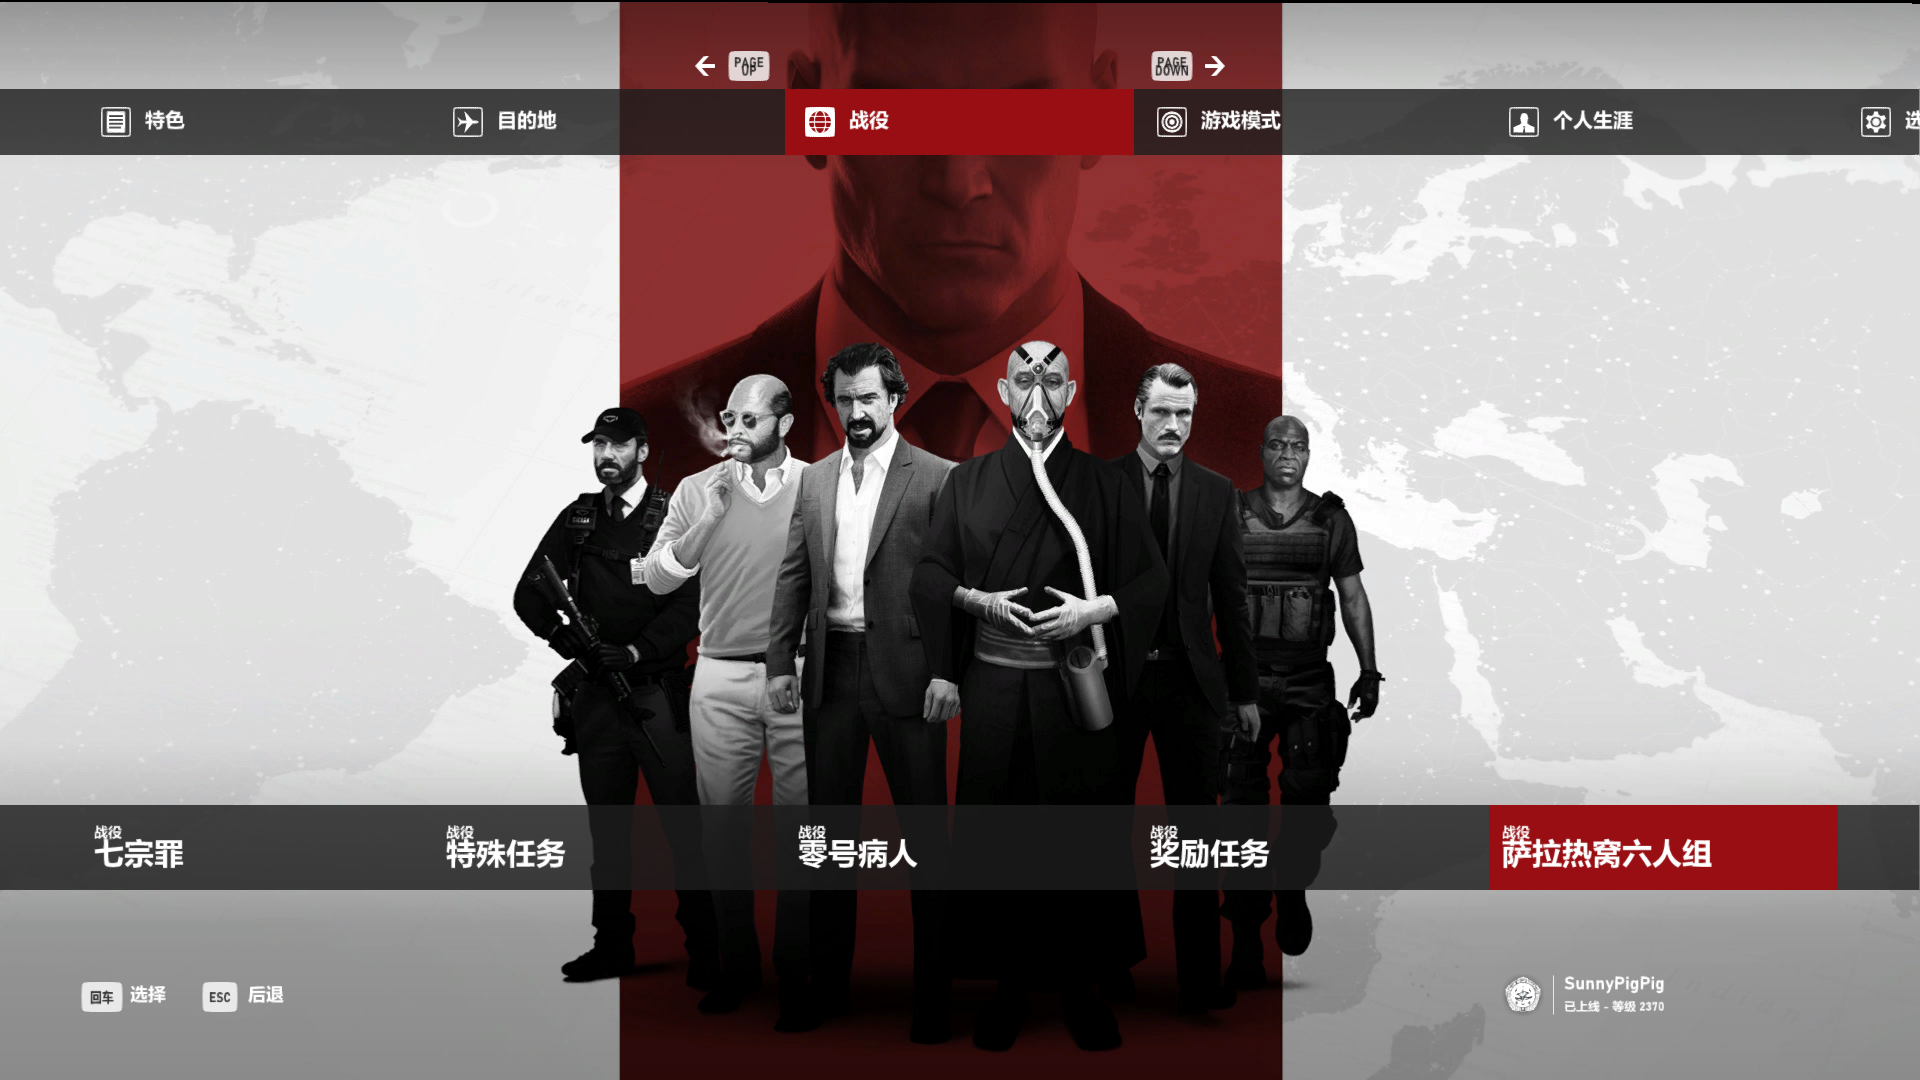 PAGE UP
PAGE DOWN
特色
目的地
战役
游戏模式
个人生涯
选
战役
七宗罪
战役
特殊任务
战役
零号病人
战役
奖励任务
战役
萨拉热窝六人组
回车 选择
ESC 后退
SunnyPigPig
已上线 - 等级 2370